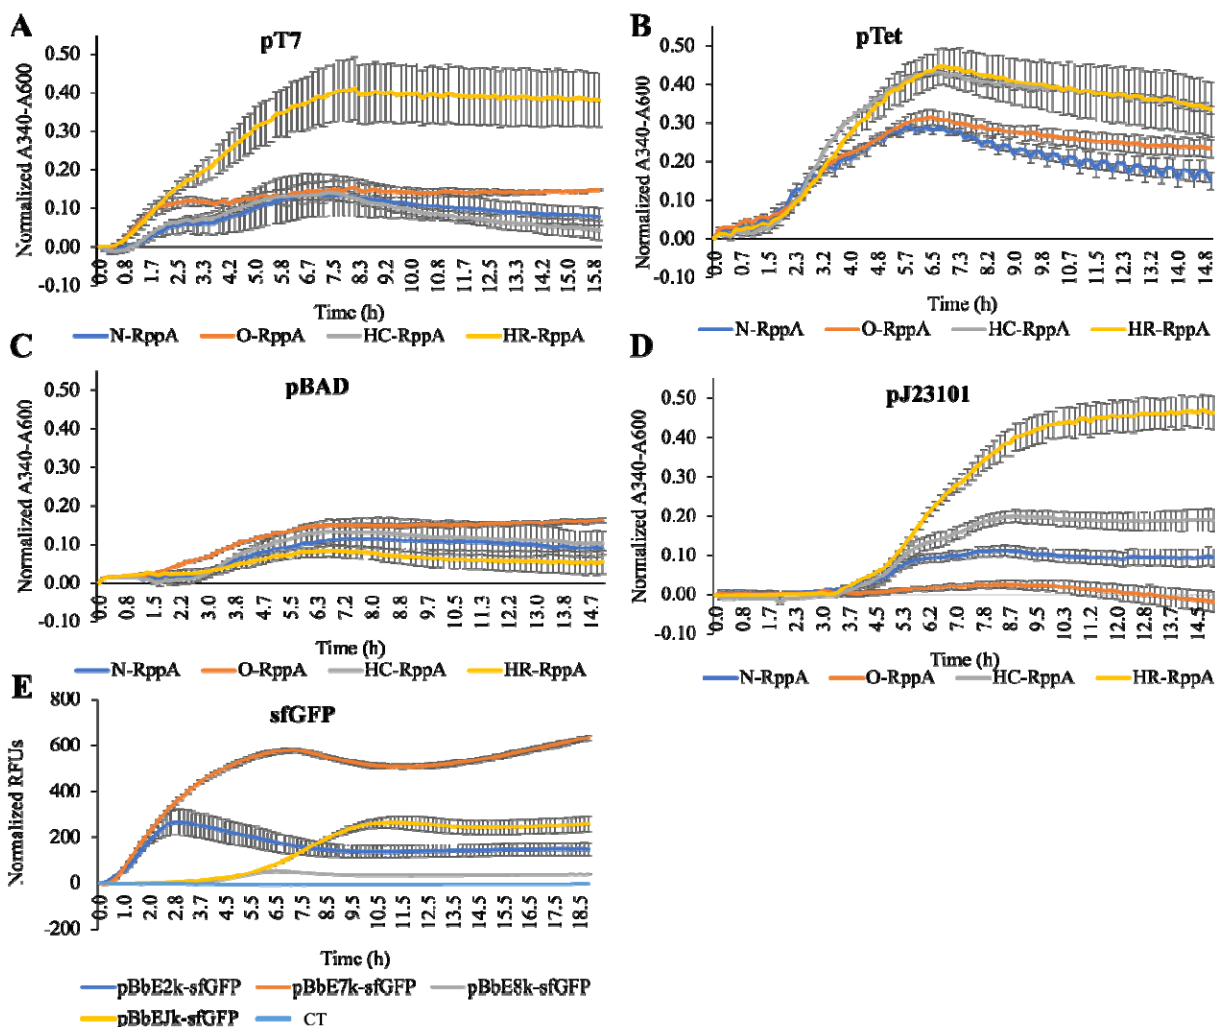 A
pT7
Normalized A340-A600
0.50
0.40
0.30
0.20
0.10
0.00
-0.10
0.0 0.8 1.7 2.5 3.3 4.2 5.0 5.8 6.7 7.5 8.3 9.2 10.0 10.8 11.7 12.5 13.3 14.2 15.0 15.8
Time (h)
N-RppA O-RppA HC-RppA HR-RppA
B
pTet
Normalized A340-A600
0.50
0.40
0.30
0.20
0.10
0.00
-0.10
0.0 0.7 1.5 2.3 3.2 4.0 4.8 5.7 6.5 7.3 8.2 9.0 9.8 10.7 11.5 12.3 13.2 14.0 14.8
Time (h)
N-RppA O-RppA HC-RppA HR-RppA
C
pBAD
Normalized A340-A600
0.50
0.40
0.30
0.20
0.10
0.00
-0.10
0.0 0.8 1.5 2.2 3.0 3.8 4.7 5.5 6.3 7.2 8.0 8.8 9.7 10.5 11.3 12.2 13.0 13.8 14.7
Time (h)
N-RppA O-RppA HC-RppA HR-RppA
D
pJ23101
Normalized A340-A600
0.50
0.40
0.30
0.20
0.10
0.00
-0.10
0.0 0.8 1.7 2.5 3.3 3.7 4.5 5.3 6.2 7.0 7.8 8.7 9.5 10.3 11.2 12.0 12.8 13.7 14.5
Time (h)
N-RppA O-RppA HC-RppA HR-RppA
E
sfGFP
Normalized RFUs
800
600
400
200
0
-200
0.0 1.0 2.0 2.8 3.7 4.5 5.5 6.5 7.5 8.5 9.5 10.5 11.5 12.5 13.5 14.5 15.5 16.5 17.5 18.5
Time (h)
pBbE2k-sfGFP pBbE7k-sfGFP pBbE8k-sfGFP
pBbEJk-sfGFP CT